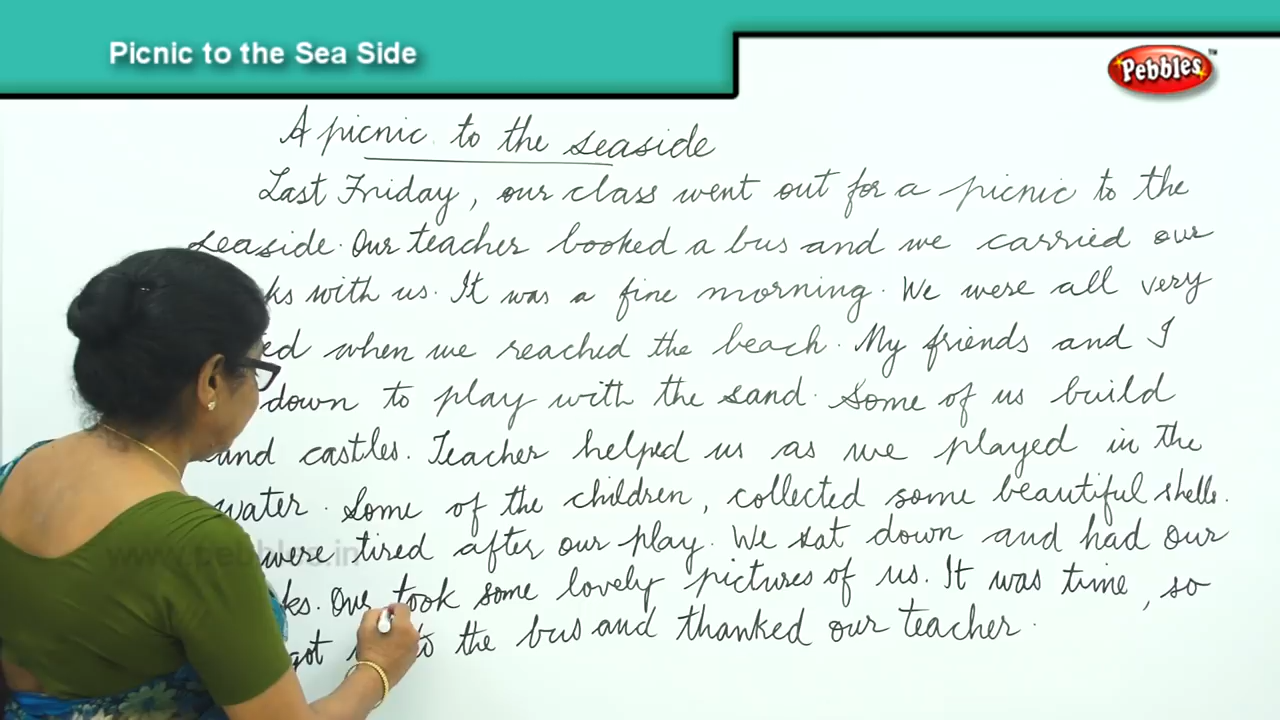 Picnic to the Sea Side
Pebbles
A picnic to the seaside
Last Friday, our class went out for a picnic to the
seaside. Our teacher booked a bus and we carried our
with us. It was a fine morning. We were all very
when we reached the beach. My friends and I
down to play with the sand. Some of us build
castles. Teacher helped us as we played in the
water. Some of the children, collected some beautiful shells.
were tired after our play. We sat down and had our
Our took some lovely pictures of us. It was time, so
got to the bus and thanked our teacher.
www.pebbles.in